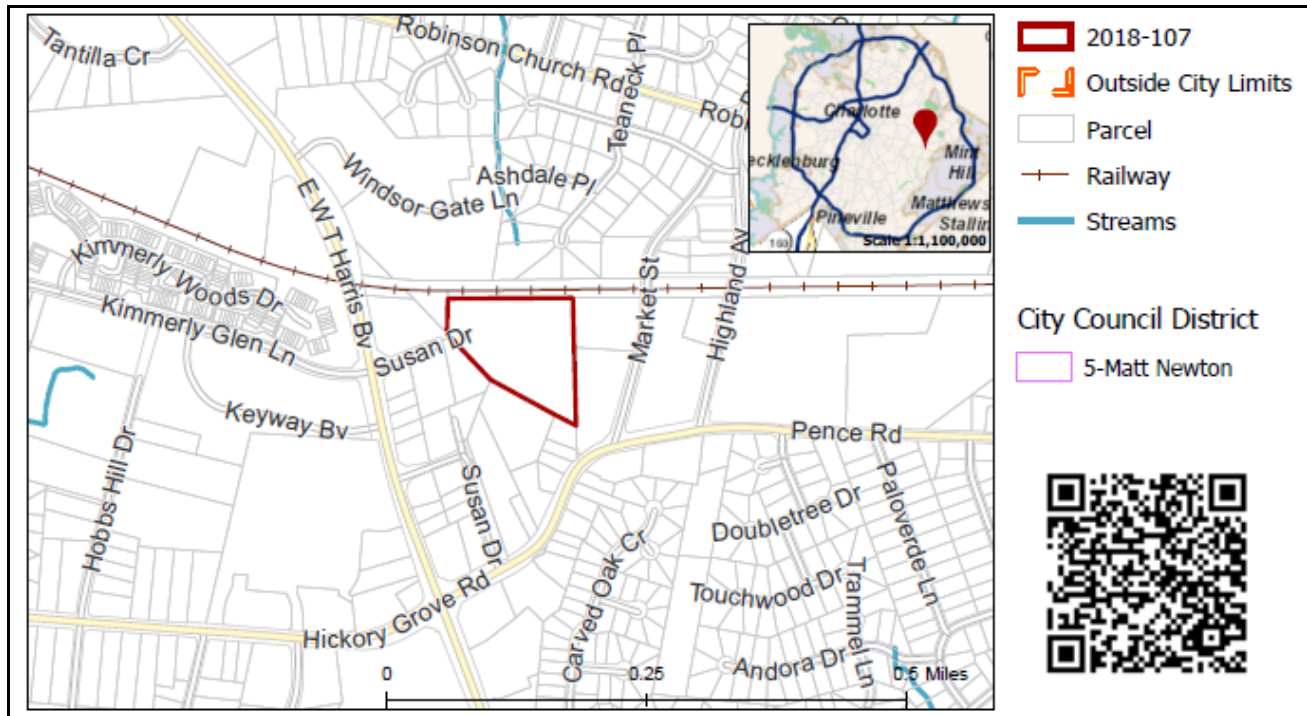 Tantilla Cr
Robinson Church Rd
Teaneck Pl
Ashdale Pl
Windsor Gate Ln
E W T Harris Bv
Kimmerly Woods Dr
Kimmerly Glen Ln
Susan Dr
Keyway Bv
Hobbs Hill Dr
Susan Dr
Hickory Grove Rd
Market St
Highland Av
Pence Rd
Carved Oak Cr
Doubletree Dr
Touchwood Dr
Andora Dr
Trammel Ln
Paloverde Ln
0
0.25
0.5 Miles
Charlotte
ecklenburg
Mint
Hill
Matthews
Stallin
Pineville
Scale 1:1,100,000
2018-107
Outside City Limits
Parcel
Railway
Streams
City Council District
5-Matt Newton